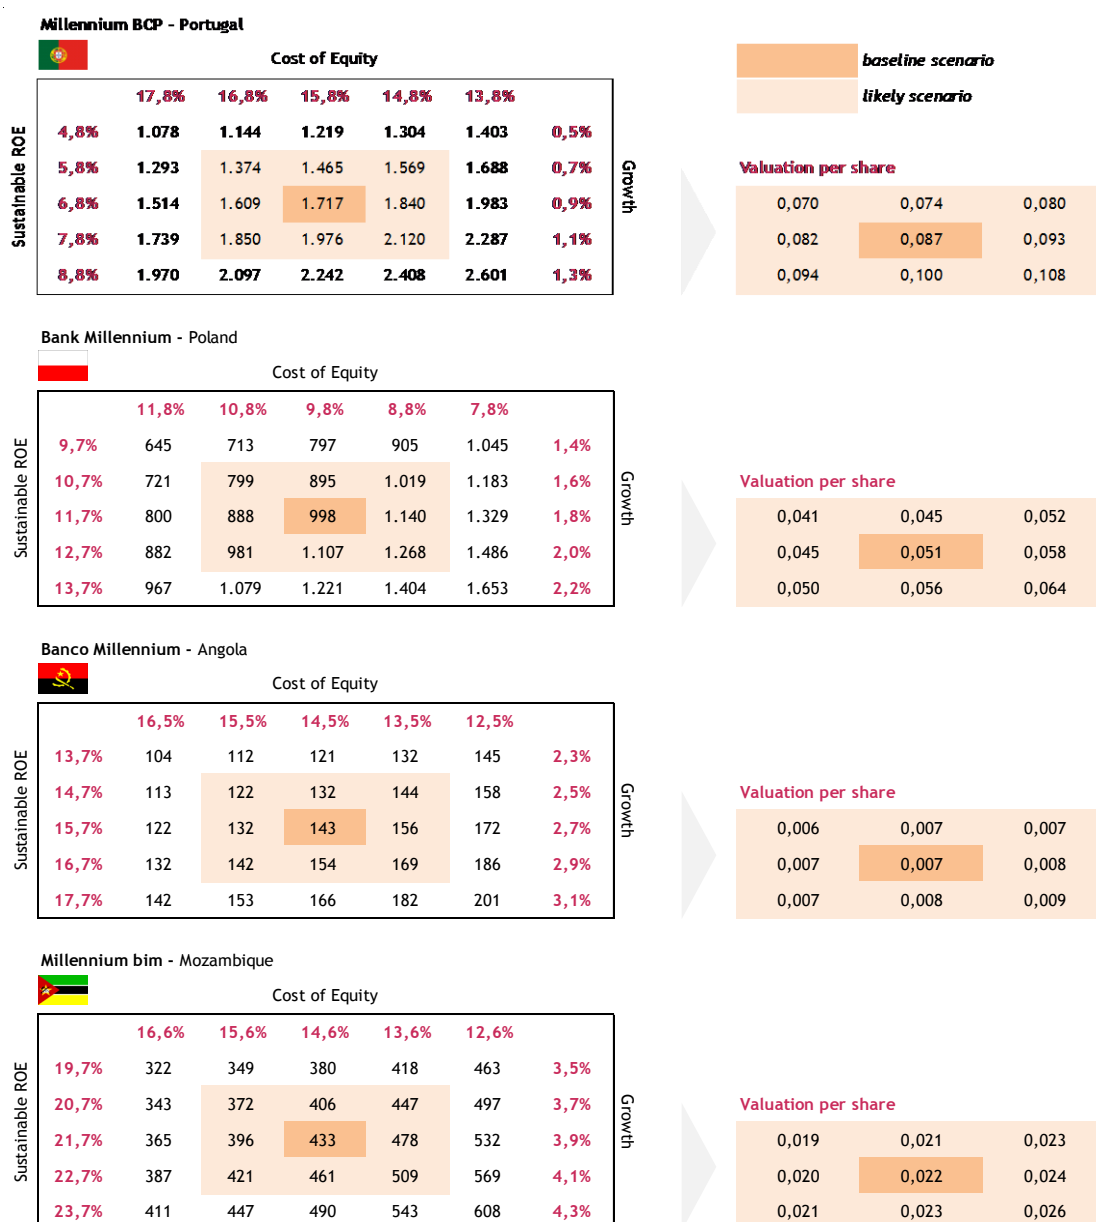 Millennium BCP - Portugal
Cost of Equity
baseline scenario
likely scenario
17,8% 16,8% 15,8% 14,8% 13,8%
Sustainable ROE
4,8% 1.078 1.144 1.219 1.304 1.403 0,5%
5,8% 1.293 1.374 1.465 1.569 1.688 0,7%
6,8% 1.514 1.609 1.717 1.840 1.983 0,9%
7,8% 1.739 1.850 1.976 2.120 2.287 1,1%
8,8% 1.970 2.097 2.242 2.408 2.601 1,3%
Growth
Valuation per share
0,070 0,074 0,080
0,082 0,087 0,093
0,094 0,100 0,108
Bank Millennium - Poland
Cost of Equity
11,8% 10,8% 9,8% 8,8% 7,8%
Sustainable ROE
9,7% 645 713 797 905 1.045 1,4%
10,7% 721 799 895 1.019 1.183 1,6%
11,7% 800 888 998 1.140 1.329 1,8%
12,7% 882 981 1.107 1.268 1.486 2,0%
13,7% 967 1.079 1.221 1.404 1.653 2,2%
Growth
Valuation per share
0,041 0,045 0,052
0,045 0,051 0,058
0,050 0,056 0,064
Banco Millennium - Angola
Cost of Equity
16,5% 15,5% 14,5% 13,5% 12,5%
Sustainable ROE
13,7% 104 112 121 132 145 2,3%
14,7% 113 122 132 144 158 2,5%
15,7% 122 132 143 156 172 2,7%
16,7% 132 142 154 169 186 2,9%
17,7% 142 153 166 182 201 3,1%
Growth
Valuation per share
0,006 0,007 0,007
0,007 0,007 0,008
0,007 0,008 0,009
Millennium bim - Mozambique
Cost of Equity
16,6% 15,6% 14,6% 13,6% 12,6%
Sustainable ROE
19,7% 322 349 380 418 463 3,5%
20,7% 343 372 406 447 497 3,7%
21,7% 365 396 433 478 532 3,9%
22,7% 387 421 461 509 569 4,1%
23,7% 411 447 490 543 608 4,3%
Growth
Valuation per share
0,019 0,021 0,023
0,020 0,022 0,024
0,021 0,023 0,026